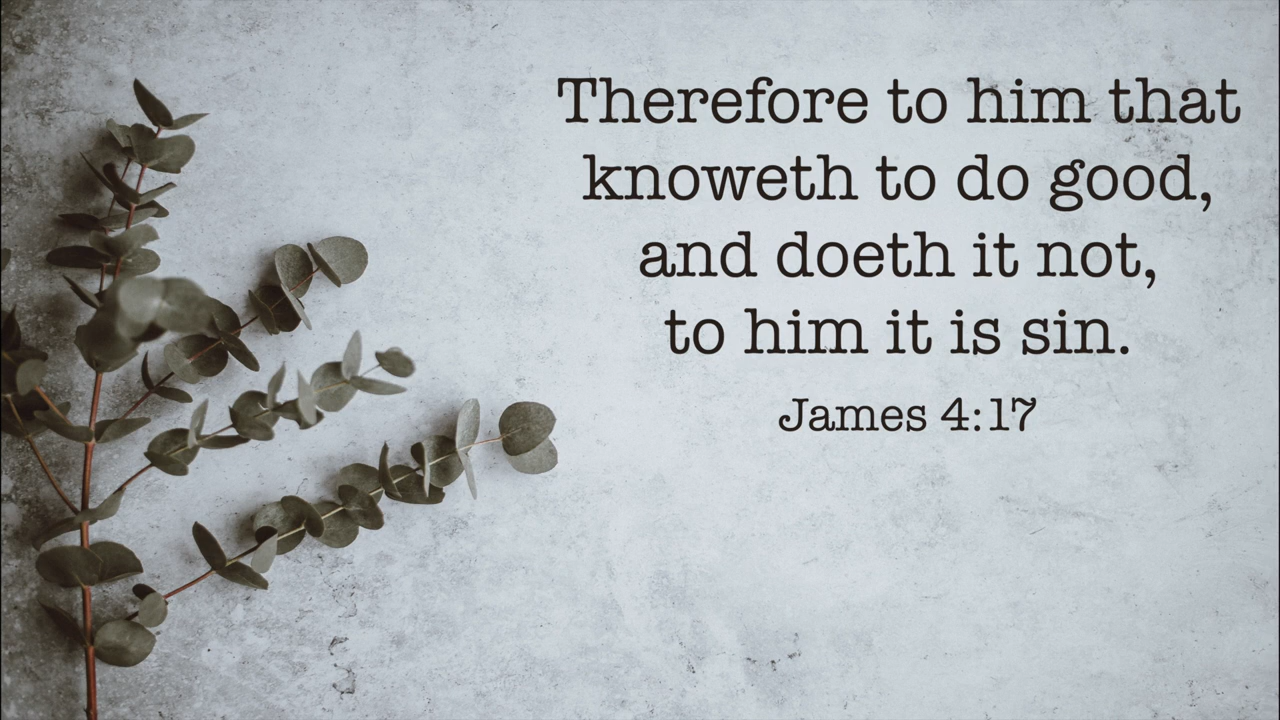 Therefore to him that
knoweth to do good,
and doeth it not,
to him it is sin.
James 4:17